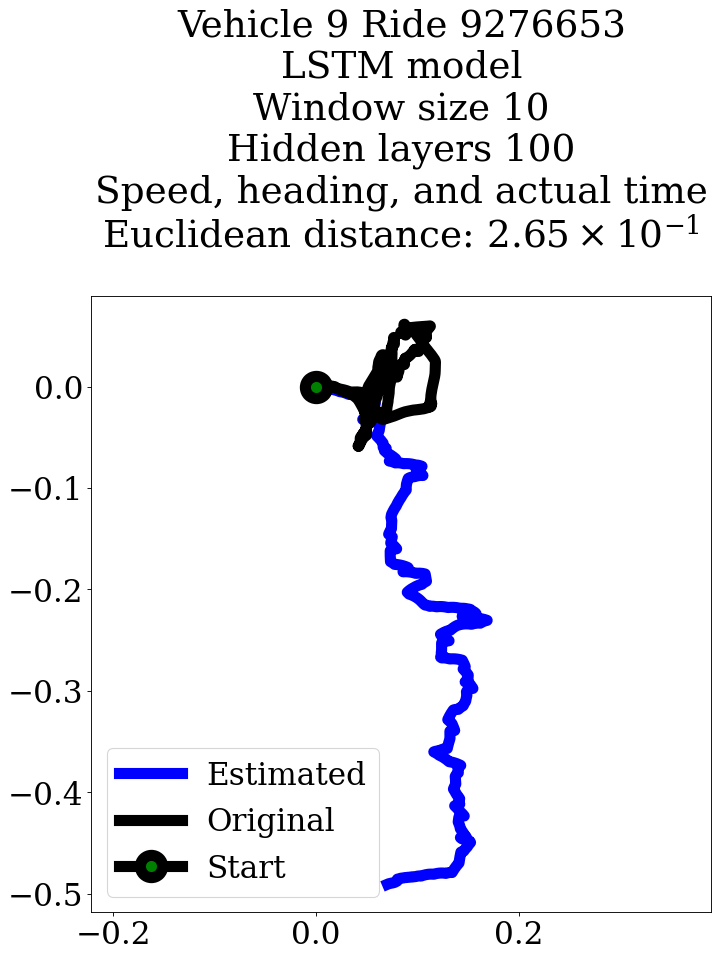 Vehicle 9 Ride 9276653
LSTM model
Window size 10
Hidden layers 100
Speed, heading, and actual time
Euclidean distance: 2.65 × 10⁻¹
0.0
−0.1
−0.2
−0.3
−0.4
−0.5
Estimated
Original
Start
−0.2
0.0
0.2